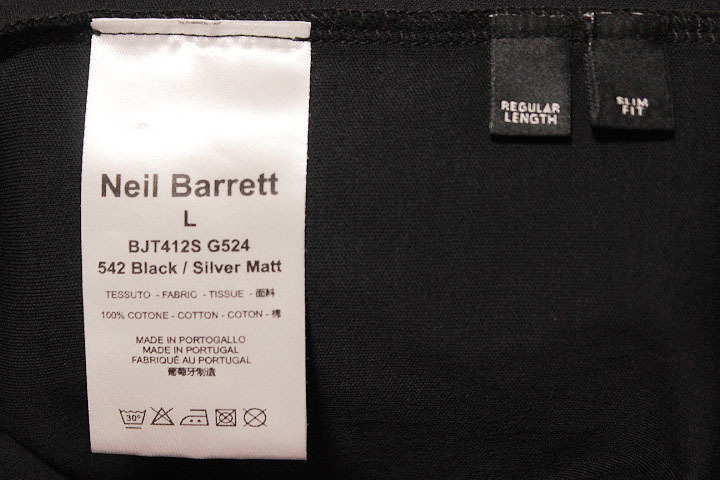 Neil Barrett
L
BJT412S G524
542 Black / Silver Matt
TESSUTO - FABRIC - TISSUE - 面料
100% COTONE - COTTON - COTON - 棉
MADE IN PORTOGALLO
MADE IN PORTUGAL
FABRIQUÉ AU PORTUGAL
葡萄牙制造
30°
REGULAR
LENGTH
SLIM
FIT